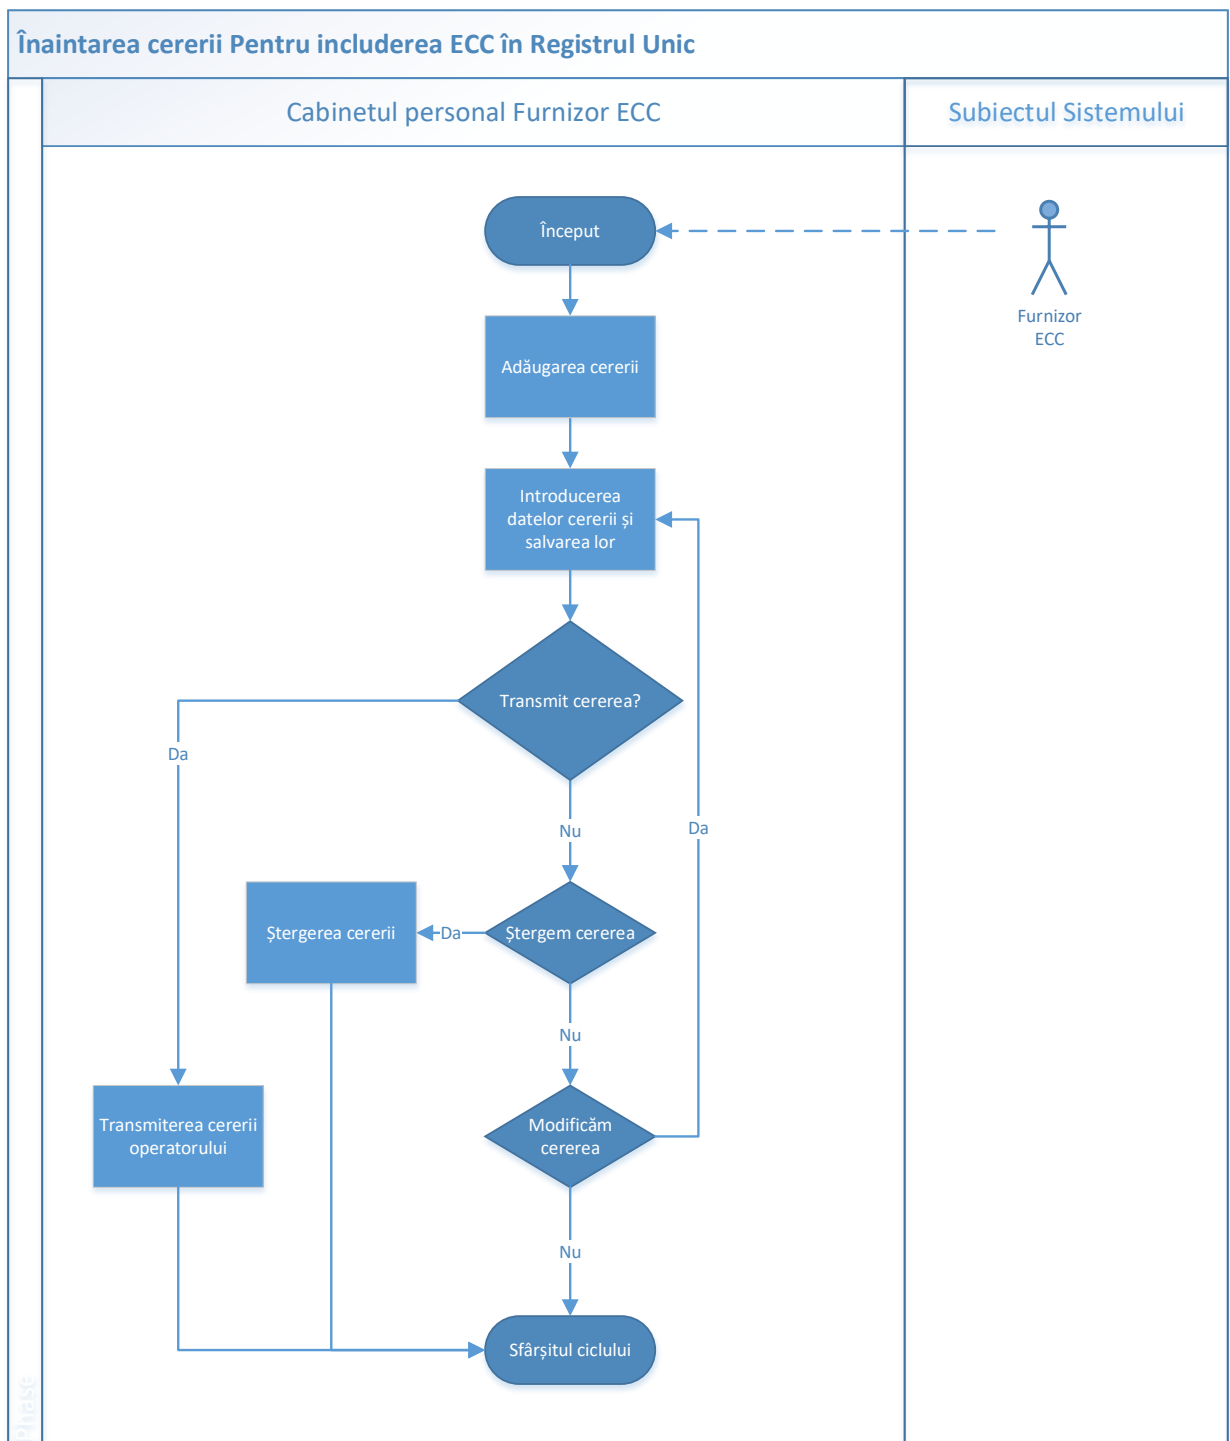 Înaintarea cererii Pentru includerea ECC în Registrul Unic
Cabinetul personal Furnizor ECC
Subiectul Sistemului
Început
Furnizor
ECC
Adăugarea cererii
Introducerea
datelor cererii și
salvarea lor
Transmit cererea?
Da
Nu
Da
Ștergerea cererii
Da
Ștergem cererea
Nu
Transmiterea cererii
operatorului
Modificăm
cererea
Nu
Sfârșitul ciclului
Phase